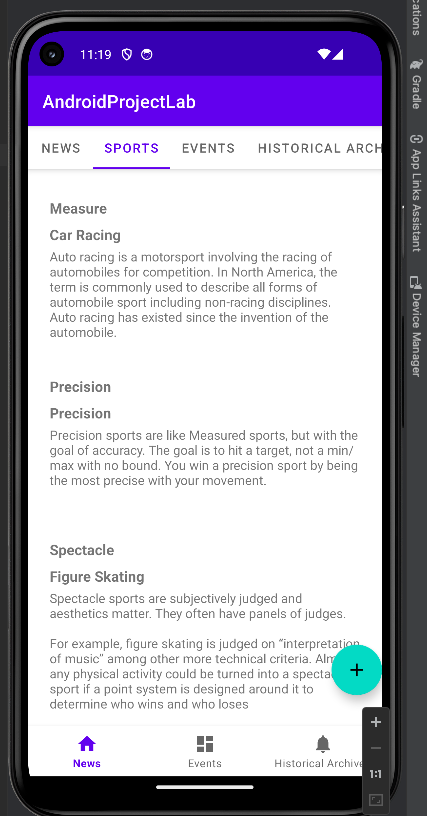 11:19
AndroidProjectLab
NEWS SPORTS EVENTS HISTORICAL ARCH
Measure
Car Racing
Auto racing is a motorsport involving the racing of
automobiles for competition. In North America, the
term is commonly used to describe all forms of
automobile sport including non-racing disciplines.
Auto racing has existed since the invention of the
automobile.
Precision
Precision
Precision sports are like Measured sports, but with the
goal of accuracy. The goal is to hit a target, not a min/
max with no bound. You win a precision sport by being
the most precise with your movement.
Spectacle
Figure Skating
Spectacle sports are subjectively judged and
aesthetics matter. They often have panels of judges.
For example, figure skating is judged on “interpretation
of music” among other more technical criteria. Alm
any physical activity could be turned into a specta
sport if a point system is designed around it to
determine who wins and who loses
News Events Historical Archive
1:1
cations
Gradle
App Links Assistant
Device Manager